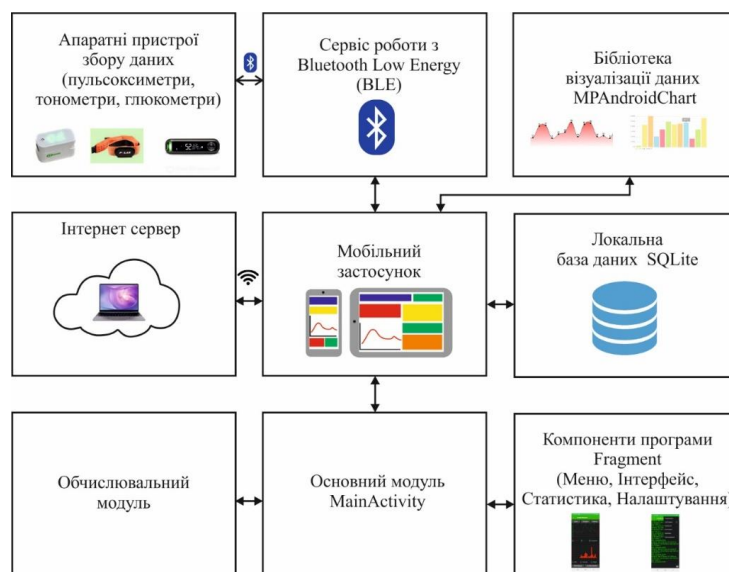 Апаратні пристрої
збору даних
(пульсоксиметри,
тонометри, глюкометри)
Сервіс роботи з
Bluetooth Low Energy
(BLE)
Бібліотека
візуалізації даних
MPAndroidChart
Інтернет сервер
Мобільний
застосунок
Локальна
база даних SQLite
Обчислювальний
модуль
Основний модуль
MainActivity
Компоненти програми
Fragment
(Меню, Інтерфейс,
Статистика, Налаштування)